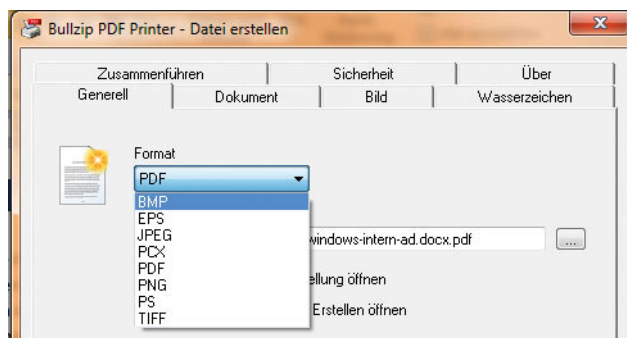 Bullzip PDF Printer - Datei erstellen
Zusammenführen Sicherheit Über
Generell Dokument Bild Wasserzeichen
Format
PDF
BMP
EPS
JPEG
PCX
PDF
PNG
PS
TIFF
windows-intern-ad.docx.pdf ...
öffnen
Erstellen öffnen